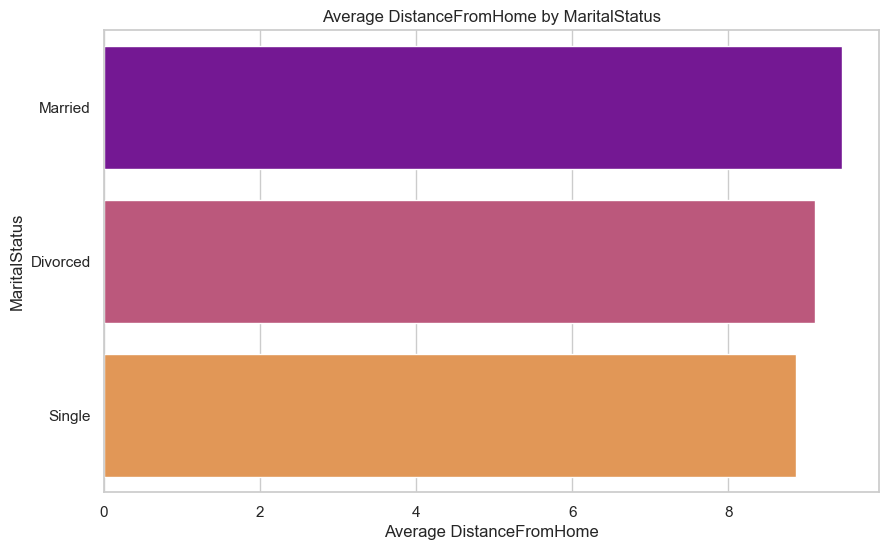 Average DistanceFromHome by MaritalStatus
MaritalStatus
Married
Divorced
Single
0 2 4 6 8
Average DistanceFromHome